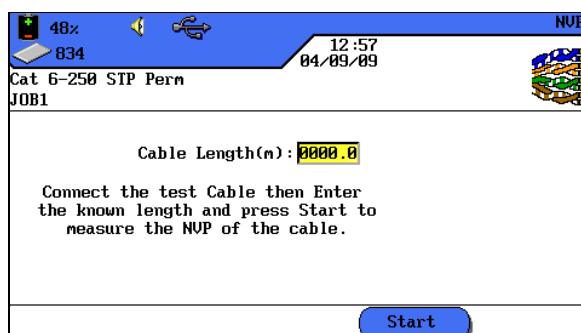 48% NVP
834 12:57
04/09/09
Cat 6-250 STP Perm
JOB1
Cable Length(m): 0000.0
Connect the test Cable then Enter
the known length and press Start to
measure the NVP of the cable.
Start